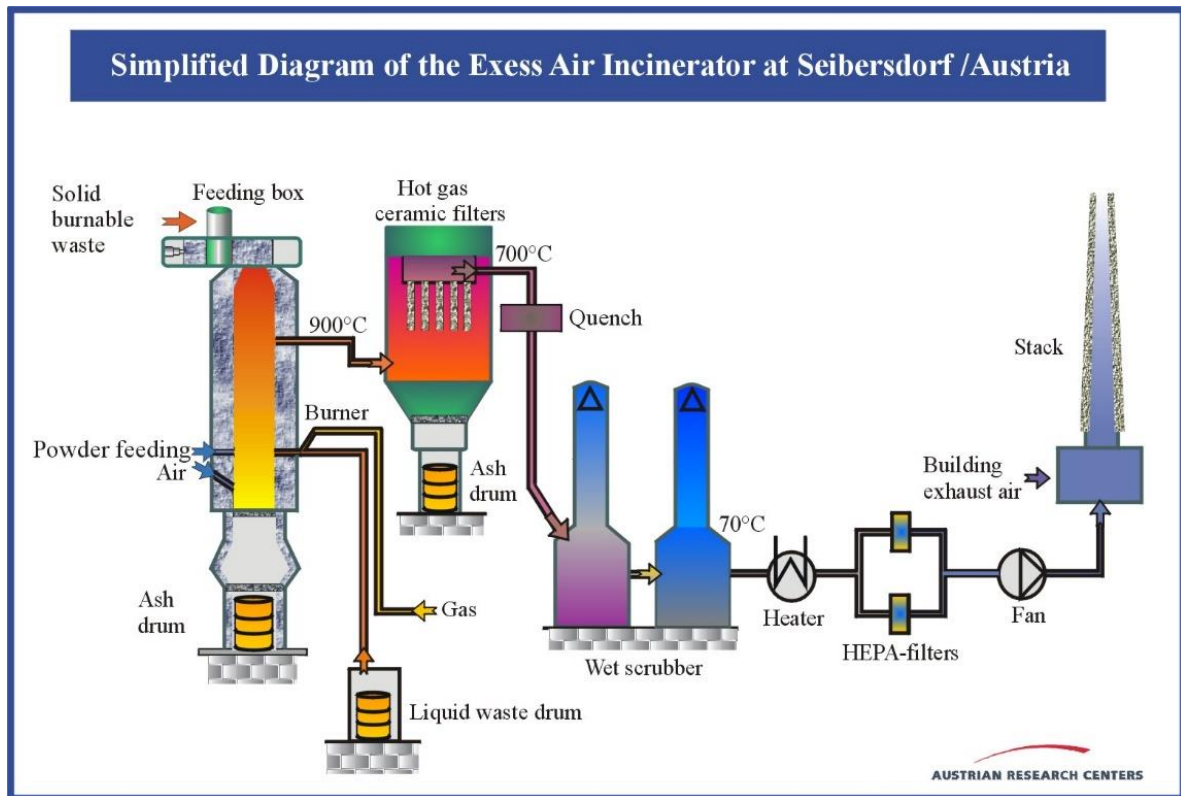 Simplified Diagram of the Exess Air Incinerator at Seibersdorf /Austria
Solid
burnable
waste
Feeding box
Hot gas
ceramic filters
700°C
900°C
Quench
Stack
Burner
Powder feeding
Air
Ash
drum
Building
exhaust air
70°C
Ash
drum
Gas
Heater
Fan
HEPA-filters
Wet scrubber
Liquid waste drum
AUSTRIAN RESEARCH CENTERS